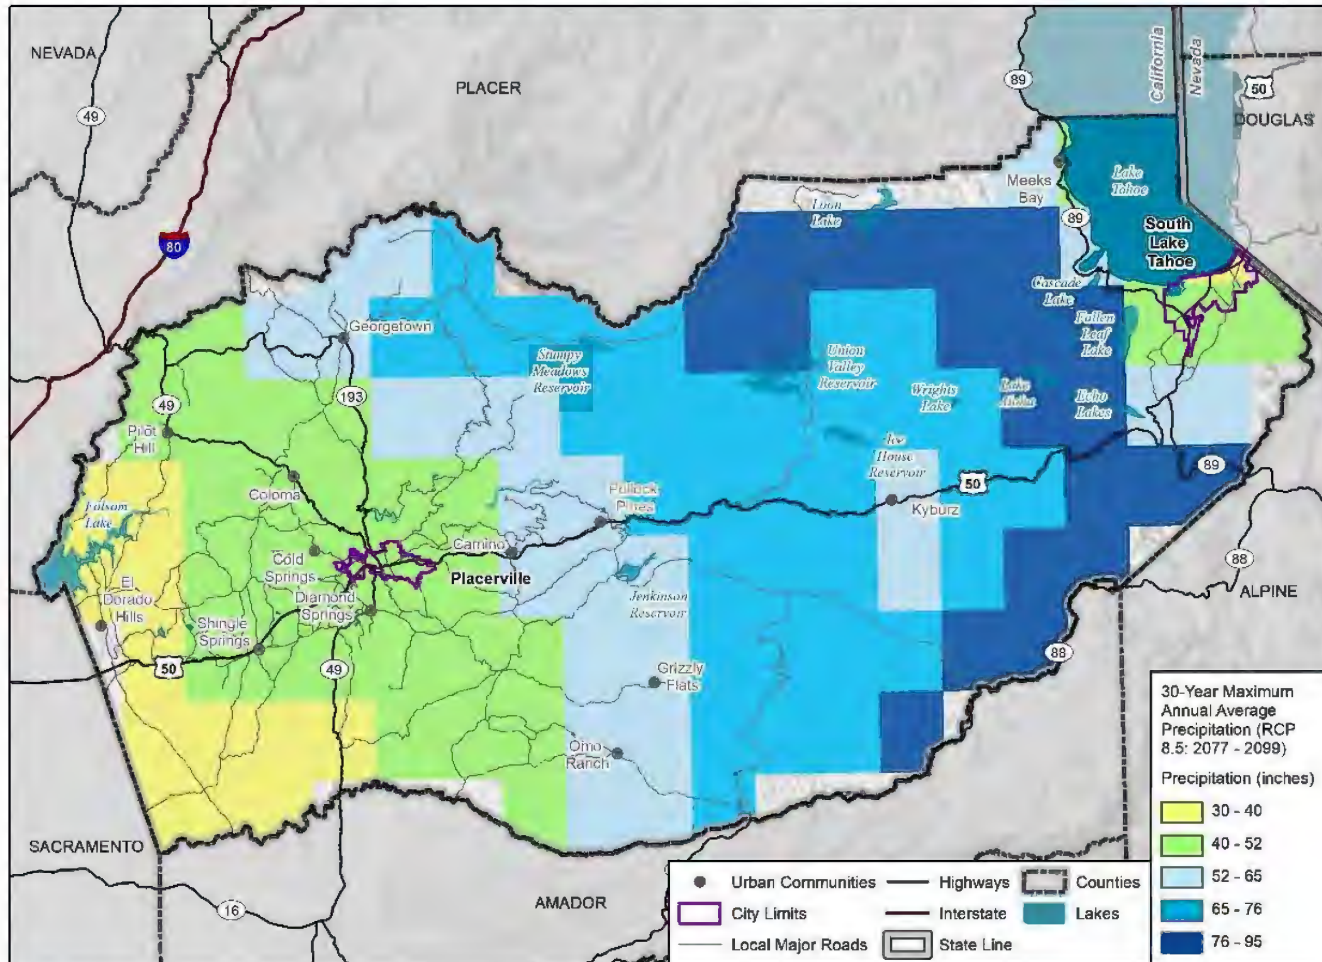 NEVADA
49
PLACER
89
California
Nevada
50
DOUGLAS
80
Meeks
Bay
Lake
Tahoe
Loon
Lake
89
South
Lake
Tahoe
Cascade
Lake
Georgetown
Fallen
Leaf
Lake
Stumpy
Meadows
Reservoir
Union
Valley
Reservoir
Wrights
Lake
Lake
Aloha
Echo
Lakes
193
49
Pilot
Hill
Ice
House
Reservoir
89
50
Coloma
Pollock
Pines
Kyburz
Folsom
Lake
Camino
Cold
Springs
Placerville
88
El
Dorado
Hills
Diamond
Springs
Jenkinson
Reservoir
ALPINE
Shingle
Springs
50
49
88
Grizzly
Flats
Omo
Ranch
SACRAMENTO
AMADOR
16
30-Year Maximum
Annual Average
Precipitation (RCP
8.5: 2077 - 2099)
Precipitation (inches)
30 - 40
40 - 52
52 - 65
65 - 76
76 - 95
Urban Communities
Highways
Counties
City Limits
Interstate
Lakes
Local Major Roads
State Line